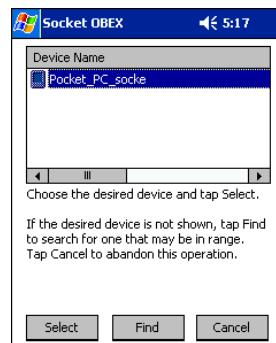 Socket OBEX 5:17
Device Name
Pocket_PC_socke
Choose the desired device and tap Select.
If the desired device is not shown, tap Find
to search for one that may be in range.
Tap Cancel to abandon this operation.
Select Find Cancel